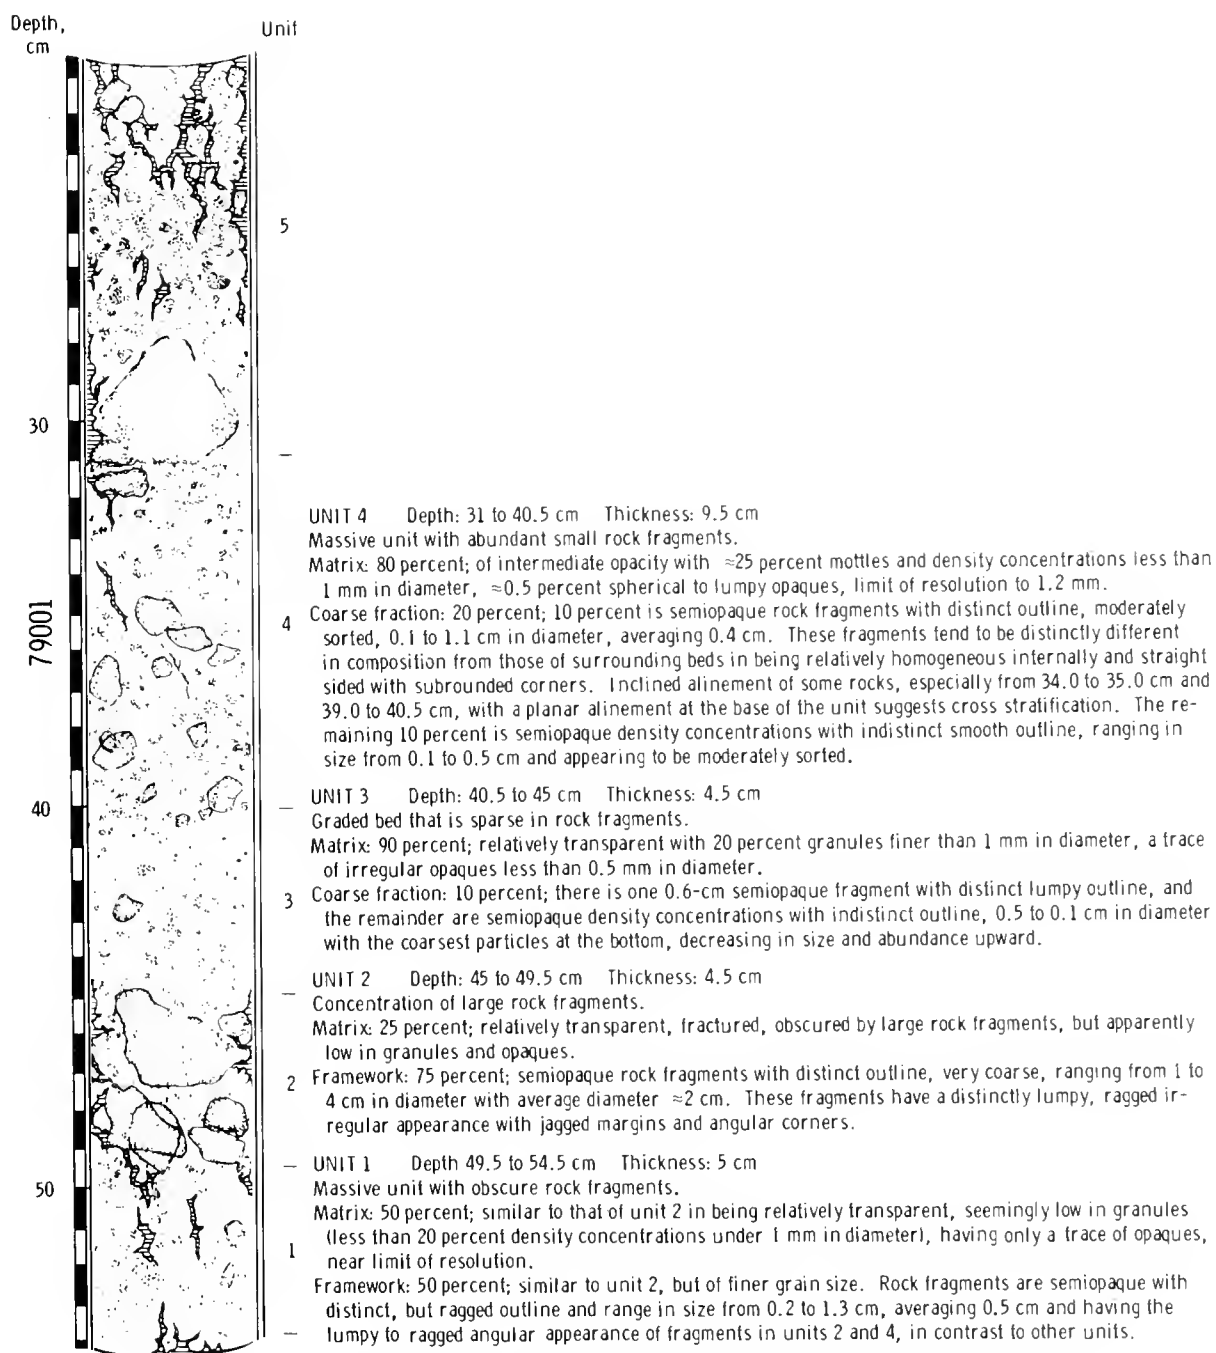 Depth,
cm
Unit
5
30
UNIT 4 Depth: 31 to 40.5 cm Thickness: 9.5 cm
Massive unit with abundant small rock fragments.
Matrix: 80 percent; of intermediate opacity with ≈25 percent mottles and density concentrations less than
1 mm in diameter, ≈0.5 percent spherical to lumpy opaques, limit of resolution to 1.2 mm.
79001
4
Coarse fraction: 20 percent; 10 percent is semiopaque rock fragments with distinct outline, moderately
sorted, 0.1 to 1.1 cm in diameter, averaging 0.4 cm. These fragments tend to be distinctly different
in composition from those of surrounding beds in being relatively homogeneous internally and straight
sided with subrounded corners. Inclined alinement of some rocks, especially from 34.0 to 35.0 cm and
39.0 to 40.5 cm, with a planar alinement at the base of the unit suggests cross stratification. The re-
maining 10 percent is semiopaque density concentrations with indistinct smooth outline, ranging in
size from 0.1 to 0.5 cm and appearing to be moderately sorted.
40
UNIT 3 Depth: 40.5 to 45 cm Thickness: 4.5 cm
Graded bed that is sparse in rock fragments.
Matrix: 90 percent; relatively transparent with 20 percent granules finer than 1 mm in diameter, a trace
of irregular opaques less than 0.5 mm in diameter.
3
Coarse fraction: 10 percent; there is one 0.6-cm semiopaque fragment with distinct lumpy outline, and
the remainder are semiopaque density concentrations with indistinct outline, 0.5 to 0.1 cm in diameter
with the coarsest particles at the bottom, decreasing in size and abundance upward.
UNIT 2 Depth: 45 to 49.5 cm Thickness: 4.5 cm
Concentration of large rock fragments.
Matrix: 25 percent; relatively transparent, fractured, obscured by large rock fragments, but apparently
low in granules and opaques.
2
Framework: 75 percent; semiopaque rock fragments with distinct outline, very coarse, ranging from 1 to
4 cm in diameter with average diameter ≈2 cm. These fragments have a distinctly lumpy, ragged ir-
regular appearance with jagged margins and angular corners.
50
UNIT 1 Depth 49.5 to 54.5 cm Thickness: 5 cm
Massive unit with obscure rock fragments.
Matrix: 50 percent; similar to that of unit 2 in being relatively transparent, seemingly low in granules
(less than 20 percent density concentrations under 1 mm in diameter), having only a trace of opaques,
near limit of resolution.
1
Framework: 50 percent; similar to unit 2, but of finer grain size. Rock fragments are semiopaque with
distinct, but ragged outline and range in size from 0.2 to 1.3 cm, averaging 0.5 cm and having the
lumpy to ragged angular appearance of fragments in units 2 and 4, in contrast to other units.